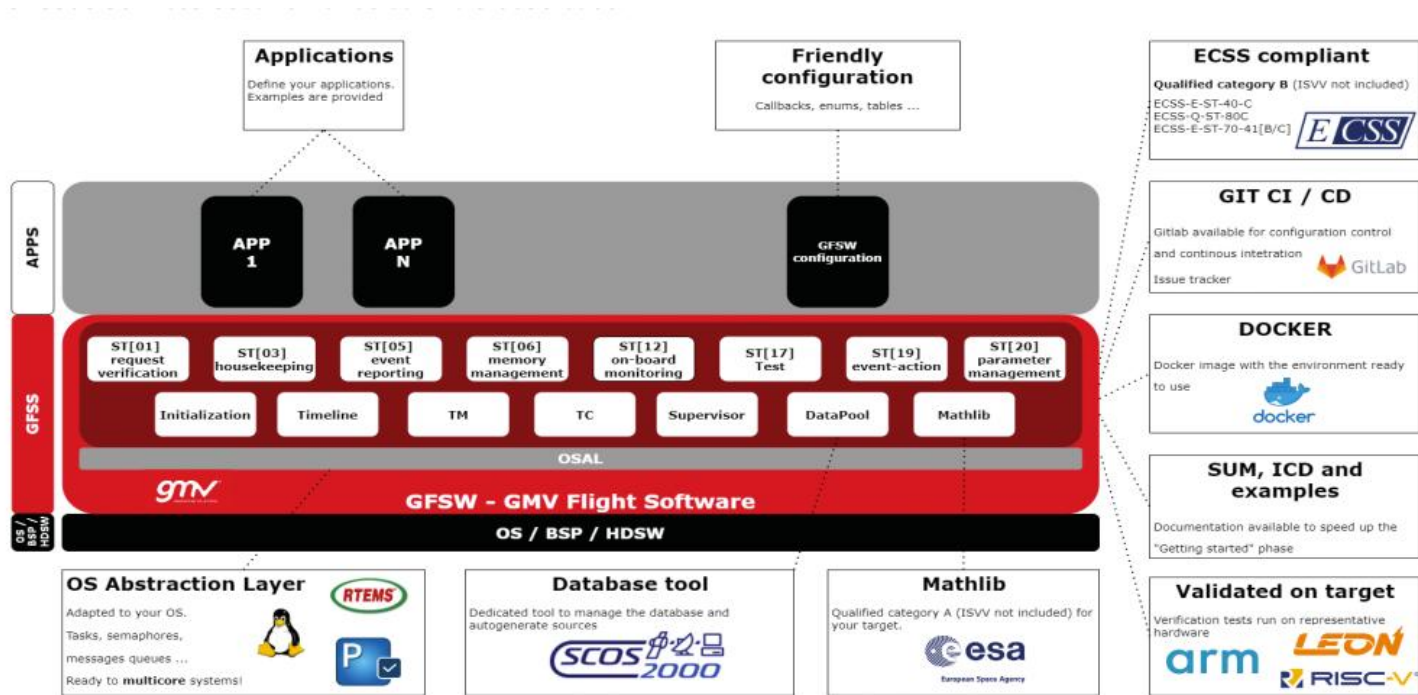 Applications
Define your applications.
Examples are provided
Friendly
configuration
Callbacks, enums, tables ...
ECSS compliant
Qualified category B (ISVV not included)
ECSS-E-ST-40-C
ECSS-Q-ST-80C
ECSS-E-ST-70-41[B/C]
E CSS
APPS
APP
1
APP
N
GFSW
configuration
GIT CI / CD
Gitlab available for configuration control
and continous intetration
Issue tracker
GitLab
GFSS
ST[01]
request
verification
ST[03]
housekeeping
ST[05]
event
reporting
ST[06]
memory
management
ST[12]
on-board
monitoring
ST[17]
Test
ST[19]
event-action
ST[20]
parameter
management
Initialization
Timeline
TM
TC
Supervisor
DataPool
Mathlib
OSAL
gmv
GFSW - GMV Flight Software
DOCKER
Docker image with the environment ready
to use
docker
OS /
BSP /
HDSW
OS / BSP / HDSW
SUM, ICD and
examples
Documentation available to speed up the
"Getting started" phase
OS Abstraction Layer
Adapted to your OS.
Tasks, semaphores,
messages queues ...
Ready to multicore systems!
RTEMS
P
Database tool
Dedicated tool to manage the database and
autogenerate sources
SCOS
2000
Mathlib
Qualified category A (ISVV not included) for
your target.
esa
European Space Agency
Validated on target
Verification tests run on representative
hardware
arm
LEON
RISC-V